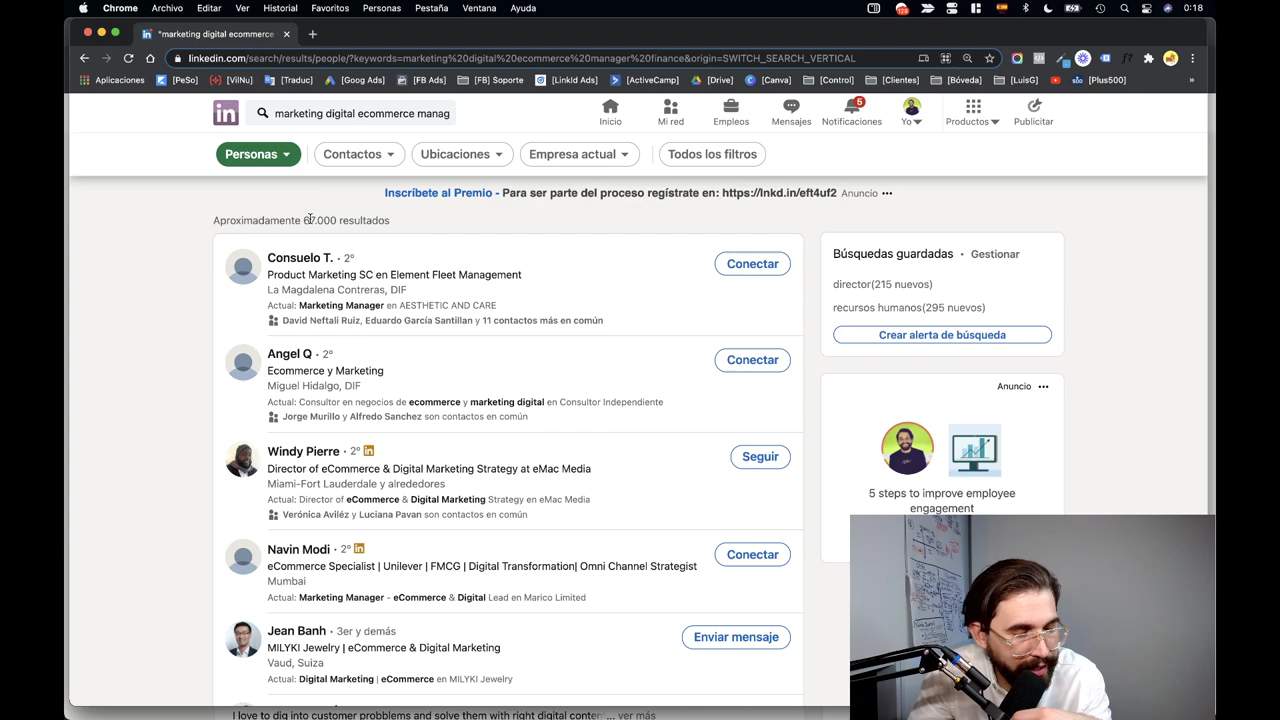 Chrome Archivo Editar Ver Historial Favoritos Personas Pestaña Ventana Ayuda 0:18
*marketing digital ecommerce
linkedin.com/search/results/people/?keywords=marketing%20digital%20ecommerce%20manager%20finance&origin=SWITCH_SEARCH_VERTICAL
Aplicaciones [PeSo] [ViINu] [Traduc] [Goog Ads] [FB Ads] [FB] Soporte [LinkId Ads] [ActiveCamp] [Drive] [Canva] [Control] [Clientes] [Bóveda] [LuisG] [Plus500] »
marketing digital ecommerce manag
Inicio Mi red Empleos Mensajes 5 Notificaciones Yo Productos Publicitar
Personas Contactos Ubicaciones Empresa actual Todos los filtros
Inscríbete al Premio - Para ser parte del proceso regístrate en: https://lnkd.in/eft4uf2 Anuncio •••
Aproximadamente 67.000 resultados
Consuelo T. • 2º
Product Marketing SC en Element Fleet Management
La Magdalena Contreras, DIF
Actual: Marketing Manager en AESTHETIC AND CARE
David Neftali Ruiz, Eduardo García Santillan y 11 contactos más en común
Conectar
Angel Q • 2º
Ecommerce y Marketing
Miguel Hidalgo, DIF
Actual: Consultor en negocios de ecommerce y marketing digital en Consultor Independiente
Jorge Murillo y Alfredo Sanchez son contactos en común
Conectar
Windy Pierre • 2º in
Director of eCommerce & Digital Marketing Strategy at eMac Media
Miami-Fort Lauderdale y alrededores
Actual: Director of eCommerce & Digital Marketing Strategy en eMac Media
Verónica Aviléz y Luciana Pavan son contactos en común
Seguir
Navin Modi • 2º in
eCommerce Specialist | Unilever | FMCG | Digital Transformation| Omni Channel Strategist
Mumbai
Actual: Marketing Manager - eCommerce & Digital Lead en Marico Limited
Conectar
Jean Banh • 3er y demás
MILYKI Jewelry | eCommerce & Digital Marketing
Vaud, Suiza
Actual: Digital Marketing | eCommerce en MILYKI Jewelry
Enviar mensaje
I love to dig into customer probblems and solve them with right digital conten ... ver más
Búsquedas guardadas • Gestionar
director(215 nuevos)
recursos humanos(295 nuevos)
Crear alerta de búsqueda
Anuncio •••
5 steps to improve employee
engagement